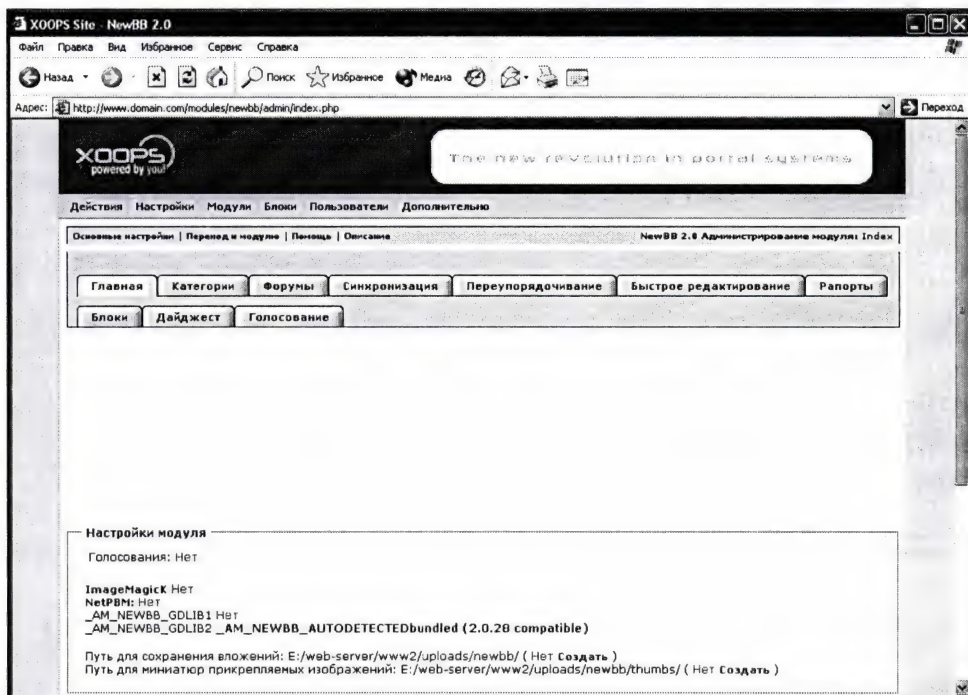 XOOPS Site - NewBB 2.0
Файл Правка Вид Избранное Сервис Справка
Назад Поиск Избранное Медиа
Адрес: http://www.domain.com/modules/newbb/admin/index.php Переход
XOOPS
powered by you!
The new revolution in portal systems
Действия Настройки Модули Блоки Пользователи Дополнительно
Основные настройки | Переход к модулю | Помощь | Описание NewBB 2.0 Администрирование модуля: Index
Главная Категории Форумы Синхронизация Переупорядочивание Быстрое редактирование Рапорты
Блоки Дайджест Голосование
Настройки модуля
Голосования: Нет
ImageMagicK Нет
NetPBM: Нет
_AM_NEWBB_GDLIB1 Нет
_AM_NEWBB_GDLIB2 _AM_NEWBB_AUTODETECTEDbundled (2.0.28 compatible)
Путь для сохранения вложений: E:/web-server/www2/uploads/newbb/ ( Нет Создать )
Путь для миниатюр прикрепляемых изображений: E:/web-server/www2/uploads/newbb/thumbs/ ( Нет Создать )